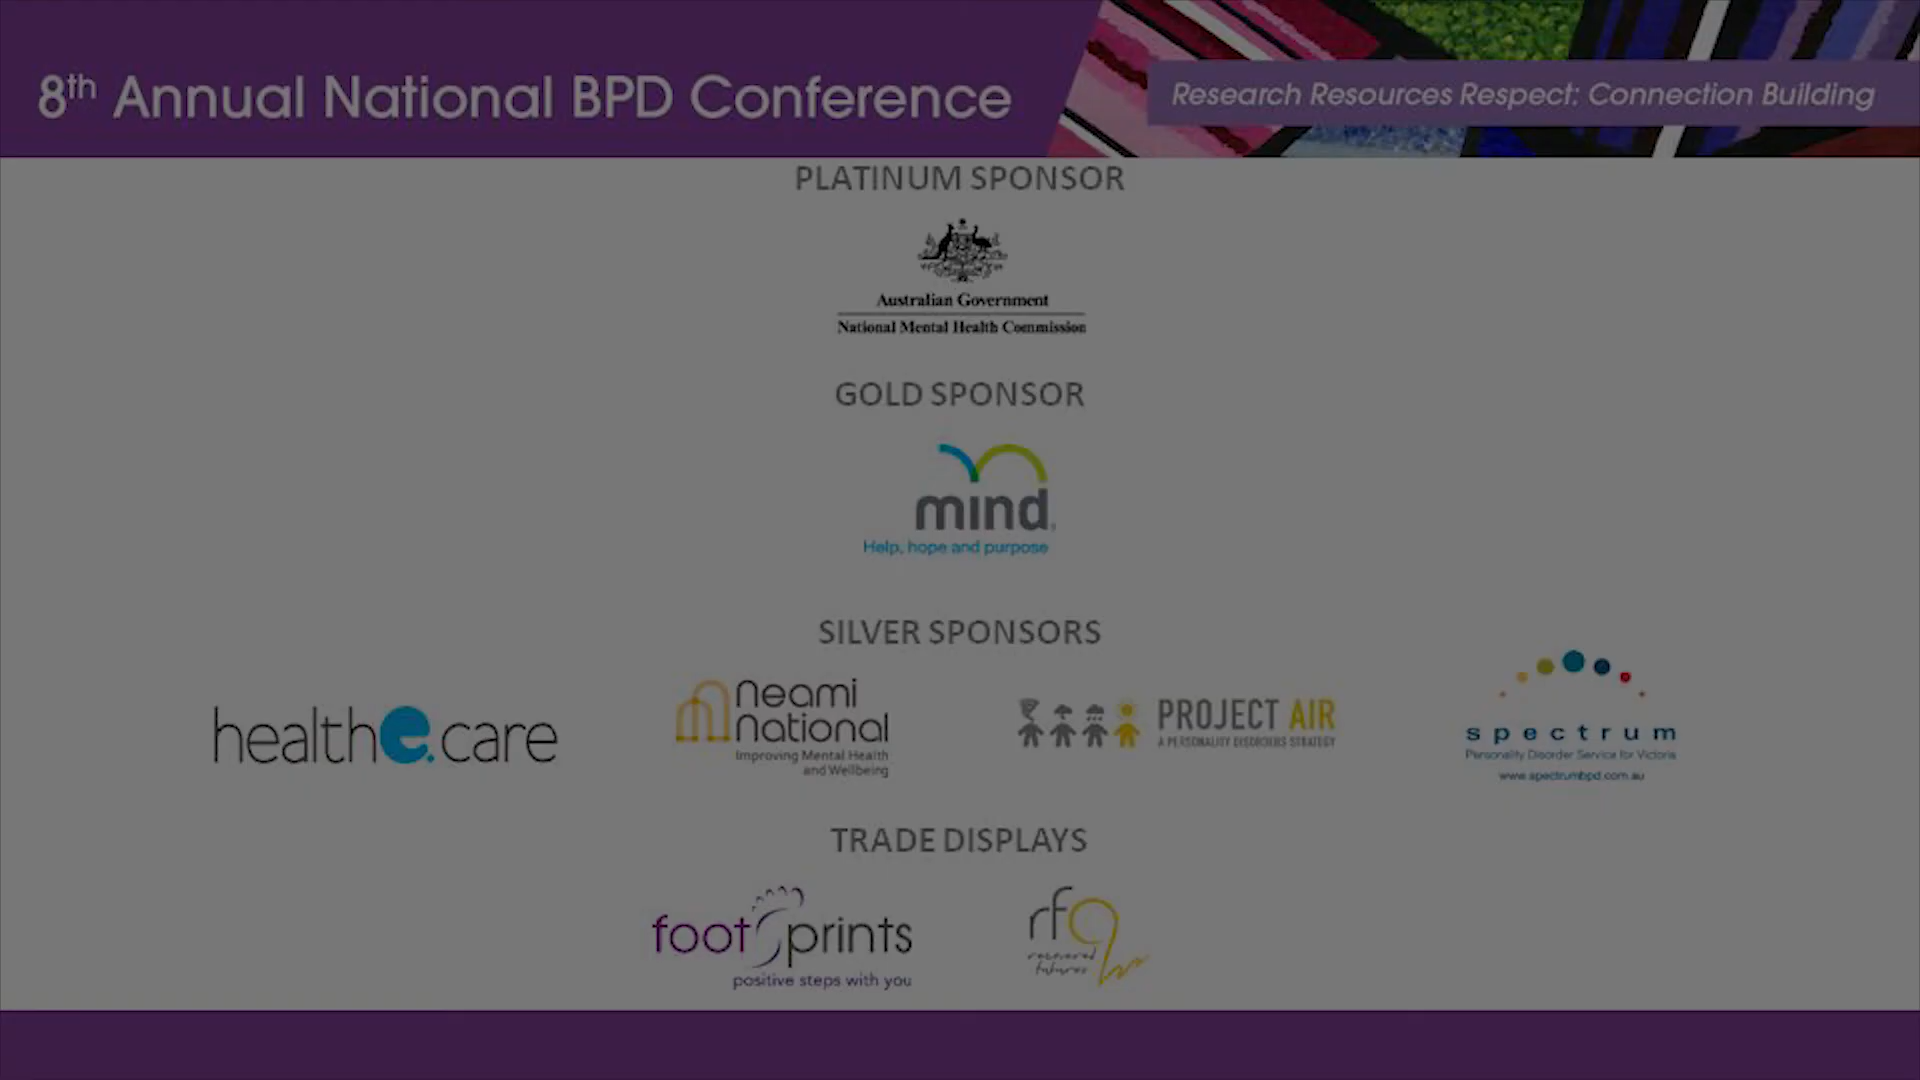 8th Annual National BPD Conference
Research Resources Respect: Connection Building
PLATINUM SPONSOR
Australian Government
National Mental Health Commission
GOLD SPONSOR
mind
Help, hope and purpose
SILVER SPONSORS
healthe.care
neami
national
Improving Mental Health
and Wellbeing
PROJECT AIR
A PERSONALITY DISORDERS STRATEGY
spectrum
Personality Disorder Service for Victoria
www.spectrumbpd.com.au
TRADE DISPLAYS
footprints
positive steps with you
rfq
recovered
futures